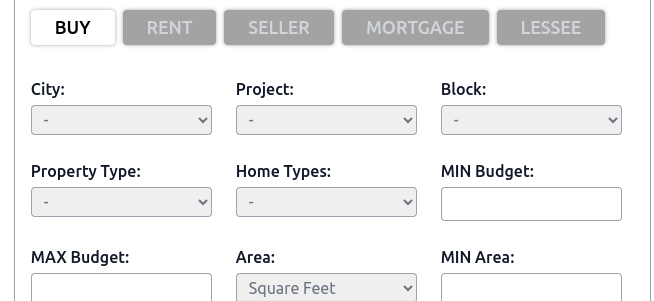 BUY RENT SELLER MORTGAGE LESSEE
City: Project: Block:
- - -
Property Type: Home Types: MIN Budget:
- -
MAX Budget: Area: MIN Area:
Square Feet